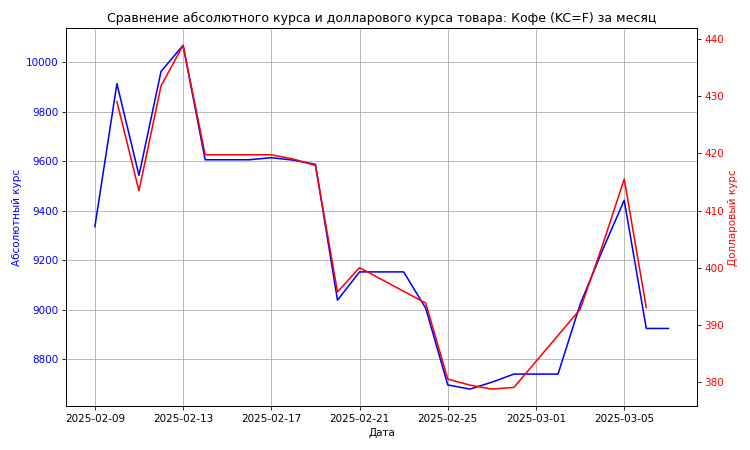 Сравнение абсолютного курса и долларового курса товара: Кофе (KC=F) за месяц
Абсолютный курс
10000
9800
9600
9400
9200
9000
8800
440
430
420
410
400
390
380
Долларовый курс
2025-02-09 2025-02-13 2025-02-17 2025-02-21 2025-02-25 2025-03-01 2025-03-05
Дата